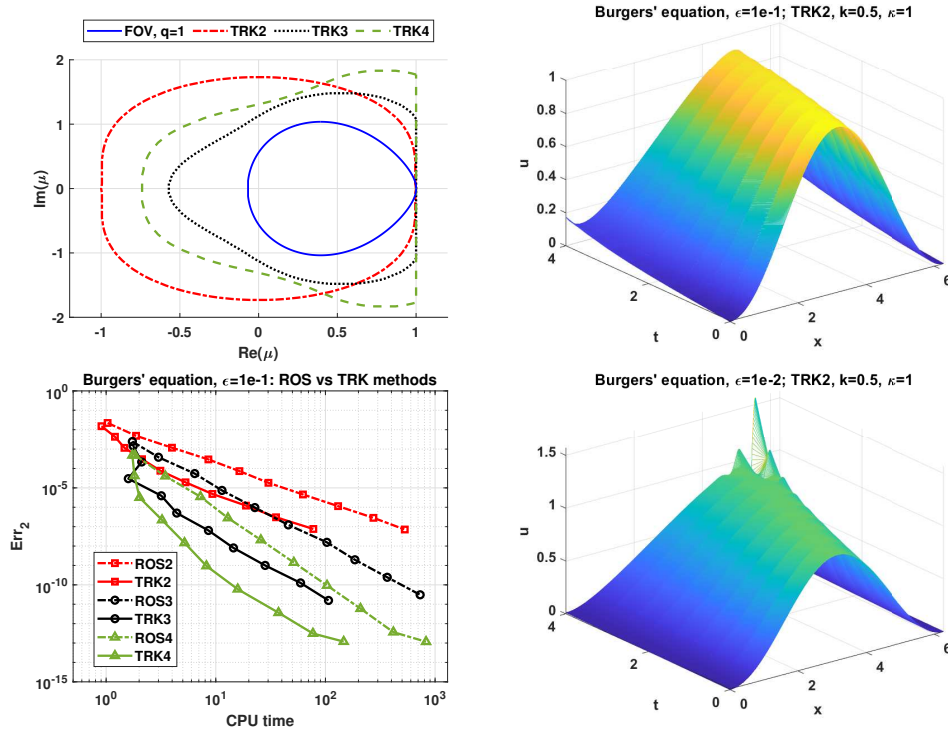 FOV, q=1 TRK2 TRK3 TRK4
2
1
0
-1
-2
Im(μ)
-1 -0.5 0 0.5 1
Re(μ)
Burgers' equation, ϵ=1e-1; TRK2, k=0.5, κ=1
1
0.8
0.6
0.4
0.2
0
u
4
2
0
t
0
2
4
6
x
Burgers' equation, ϵ=1e-1: ROS vs TRK methods
10^0
10^-5
10^-10
10^-15
Err_2
ROS2
TRK2
ROS3
TRK3
ROS4
TRK4
10^0 10^1 10^2 10^3
CPU time
Burgers' equation, ϵ=1e-2; TRK2, k=0.5, κ=1
1.5
1
0.5
0
u
4
2
0
t
0
2
4
6
x